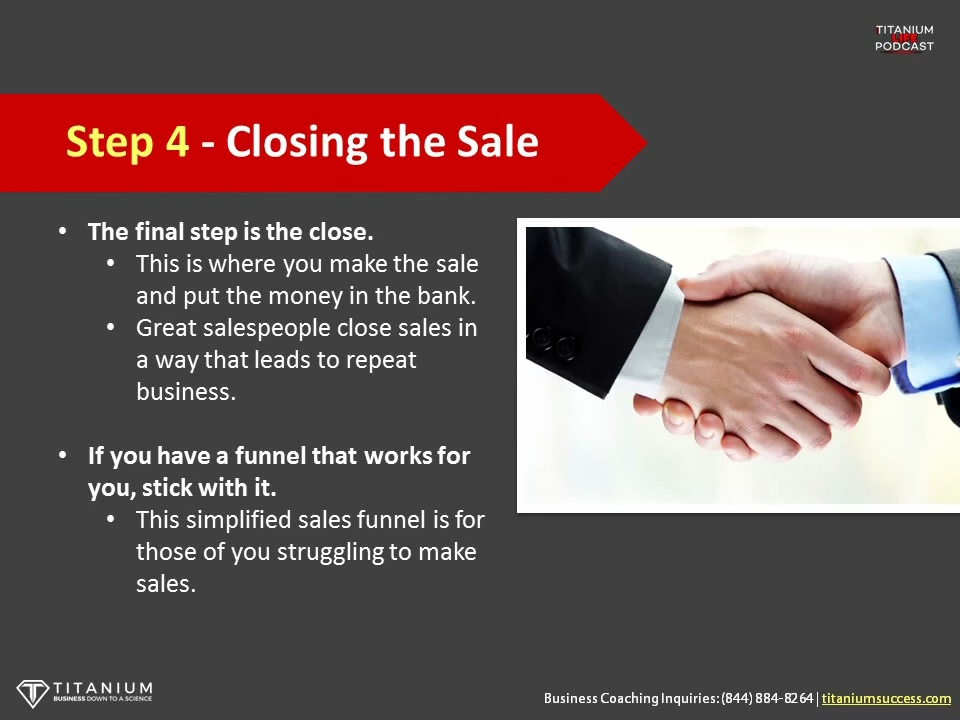 TITANIUM
LIFE
PODCAST
Step 4 - Closing the Sale
• The final step is the close.
• This is where you make the sale
and put the money in the bank.
• Great salespeople close sales in
a way that leads to repeat
business.
• If you have a funnel that works for
you, stick with it.
• This simplified sales funnel is for
those of you struggling to make
sales.
TITANIUM
BUSINESS DOWN TO A SCIENCE
Business Coaching Inquiries: (844) 884-8264 | titaniumsuccess.com